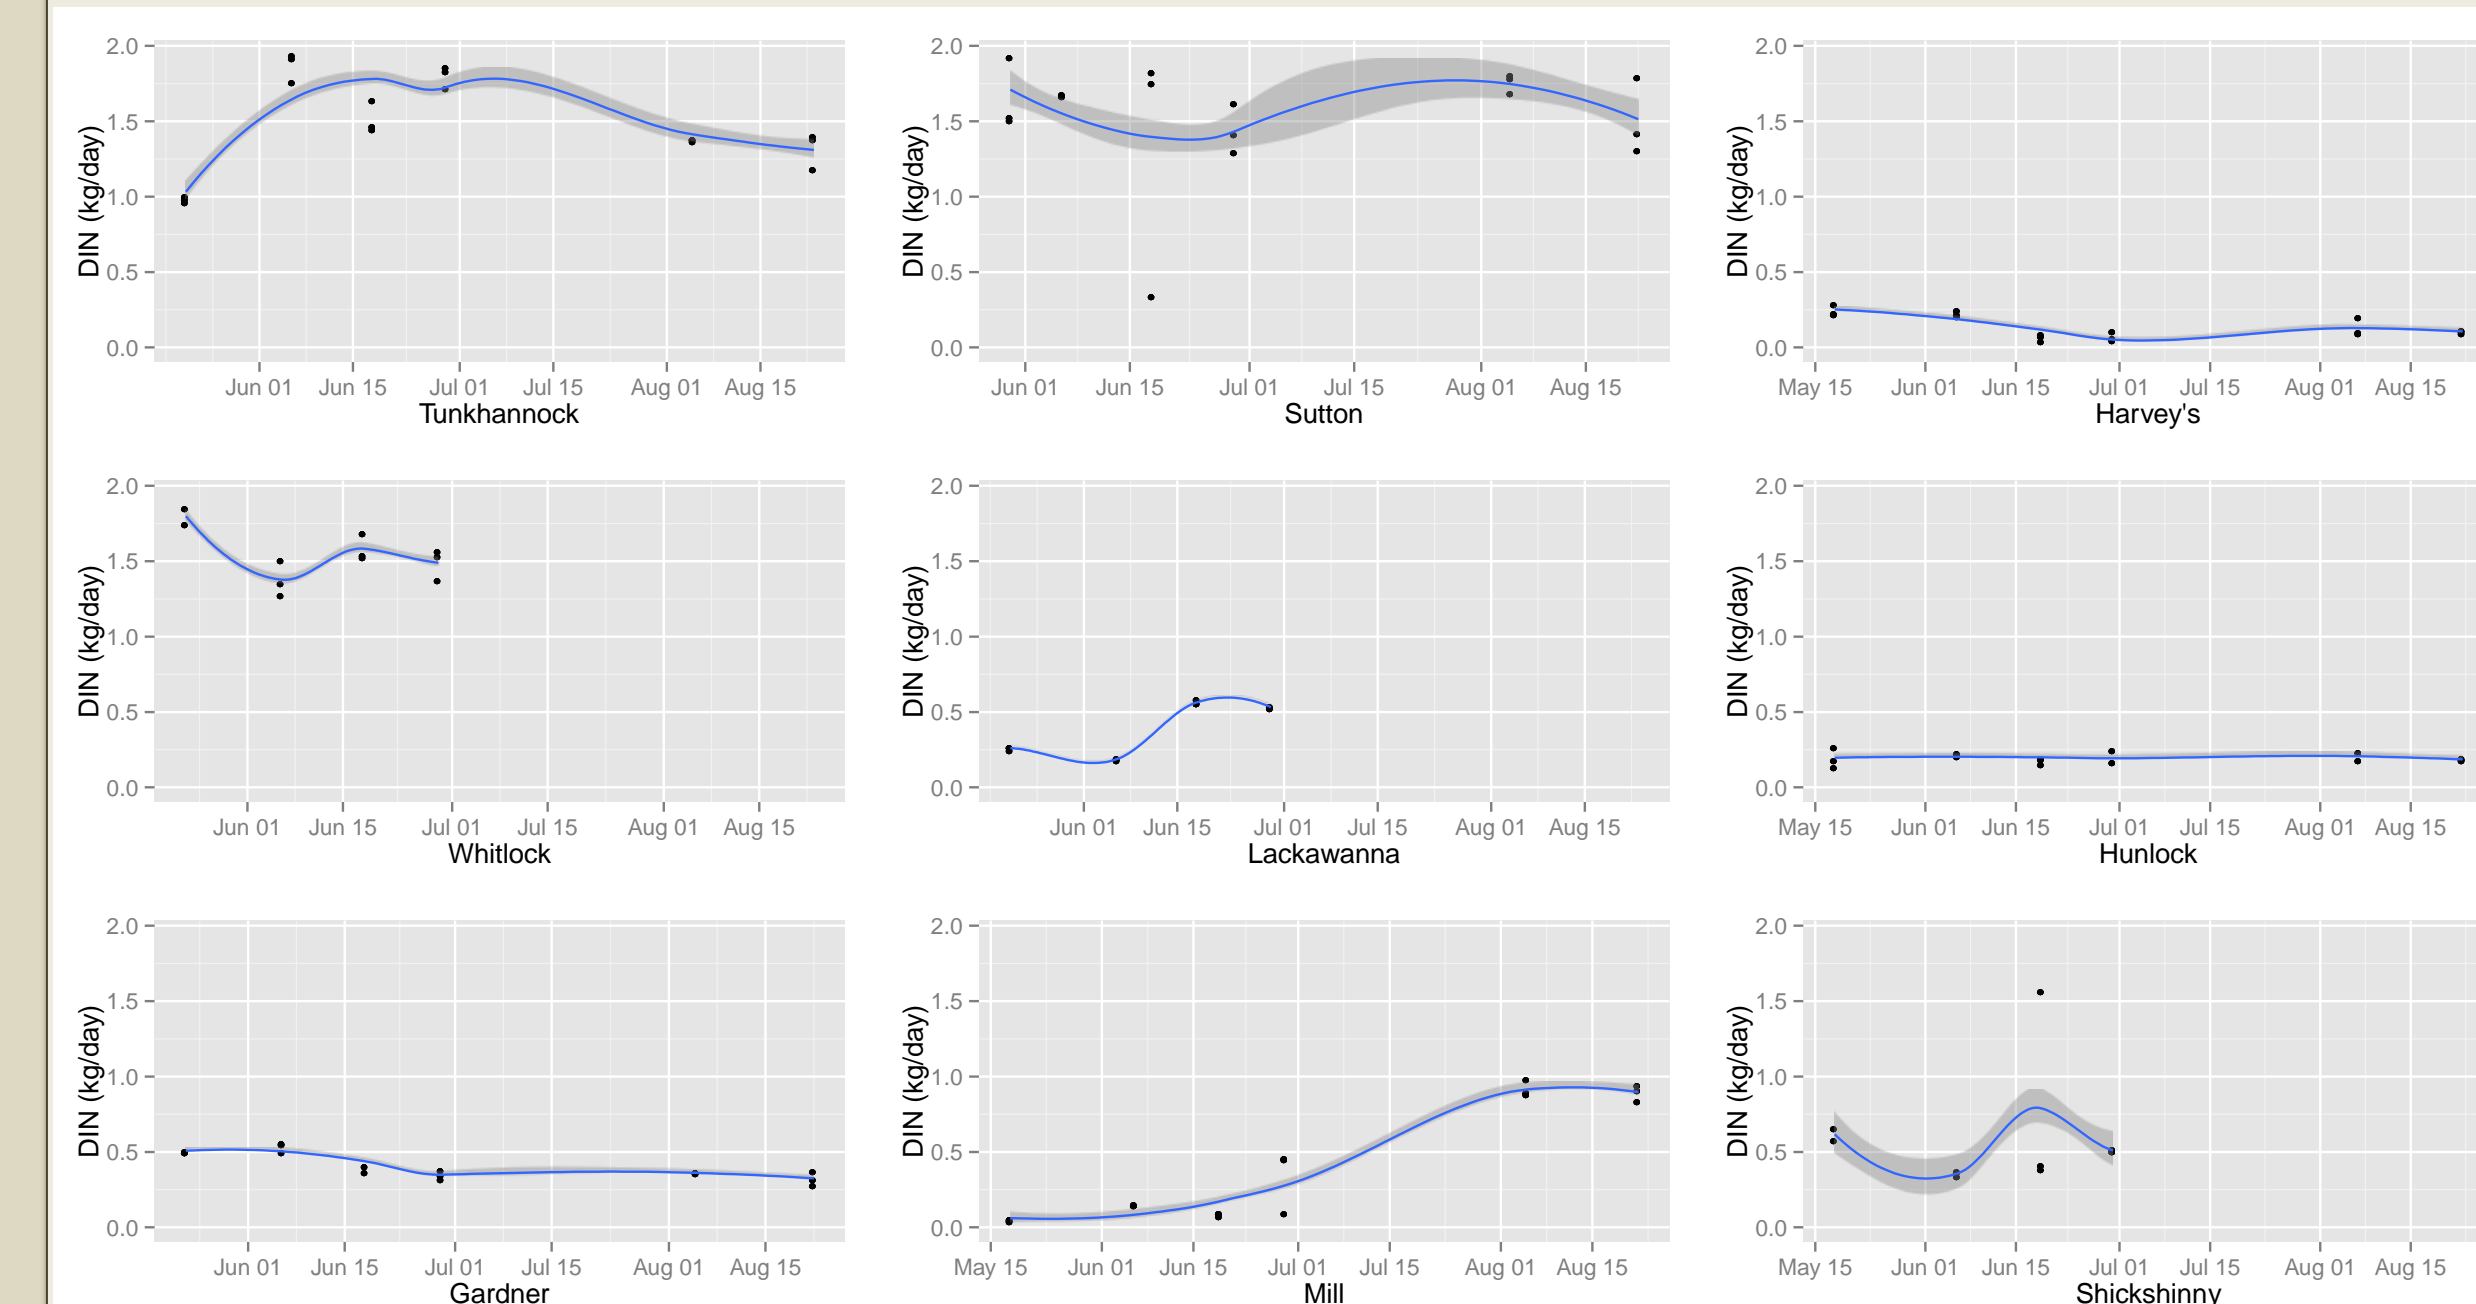 2.0 2.0 2.0
1.5 1.5 1.5
1.0 1.0 1.0
0.5 0.5 0.5
0.0 0.0 0.0
DIN (kg/day) DIN (kg/day) DIN (kg/day)
Jun 01 Jun 15 Jul 01 Jul 15 Aug 01 Aug 15 Jun 01 Jun 15 Jul 01 Jul 15 Aug 01 Aug 15 May 15 Jun 01 Jun 15 Jul 01 Jul 15 Aug 01 Aug 15
Tunkhannock Sutton Harvey's
2.0 2.0 2.0
1.5 1.5 1.5
1.0 1.0 1.0
0.5 0.5 0.5
0.0 0.0 0.0
DIN (kg/day) DIN (kg/day) DIN (kg/day)
Jun 01 Jun 15 Jul 01 Jul 15 Aug 01 Aug 15 Jun 01 Jun 15 Jul 01 Jul 15 Aug 01 Aug 15 May 15 Jun 01 Jun 15 Jul 01 Jul 15 Aug 01 Aug 15
Whitlock Lackawanna Hunlock
2.0 2.0 2.0
1.5 1.5 1.5
1.0 1.0 1.0
0.5 0.5 0.5
0.0 0.0 0.0
DIN (kg/day) DIN (kg/day) DIN (kg/day)
Jun 01 Jun 15 Jul 01 Jul 15 Aug 01 Aug 15 May 15 Jun 01 Jun 15 Jul 01 Jul 15 Aug 01 Aug 15 May 15 Jun 01 Jun 15 Jul 01 Jul 15 Aug 01 Aug 15
Gardner Mill Shickshinny